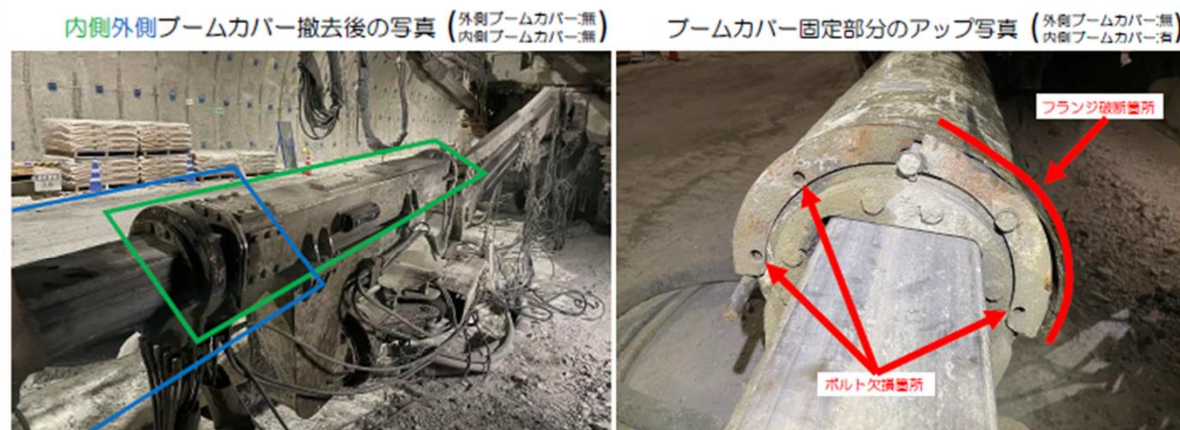 内側外側ブームカバー撤去後の写真
(外側ブームカバー:無
内側ブームカバー:無)
ブームカバー固定部分のアップ写真
(外側ブームカバー:無
内側ブームカバー:有)
フランジ破断箇所
ボルト欠損箇所